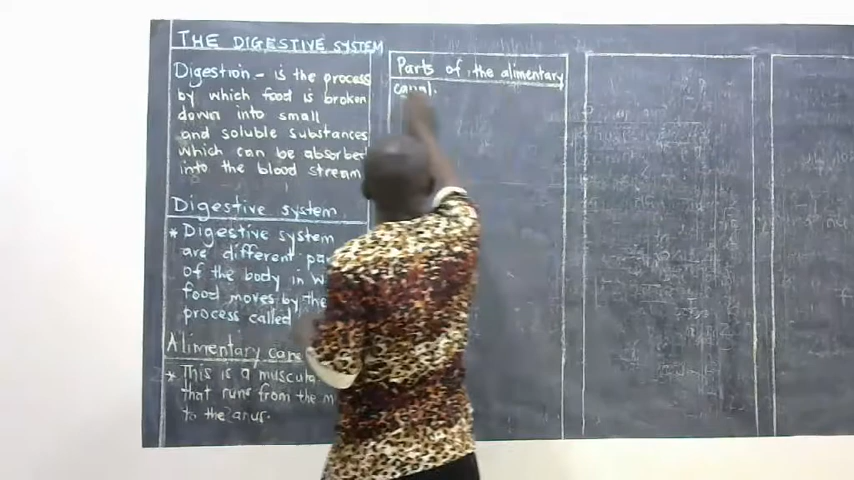 THE DIGESTIVE SYSTEM
Digestion - is the process
by which food is broken
down into small
and soluble substances
which can be absorbed
into the blood stream
Digestive system
* Digestive system
are different
of the body in
food moves by the
process called
Alimentary
* This is a muscular
that runs from the
to the anus.
Parts of the alimentary
canal.